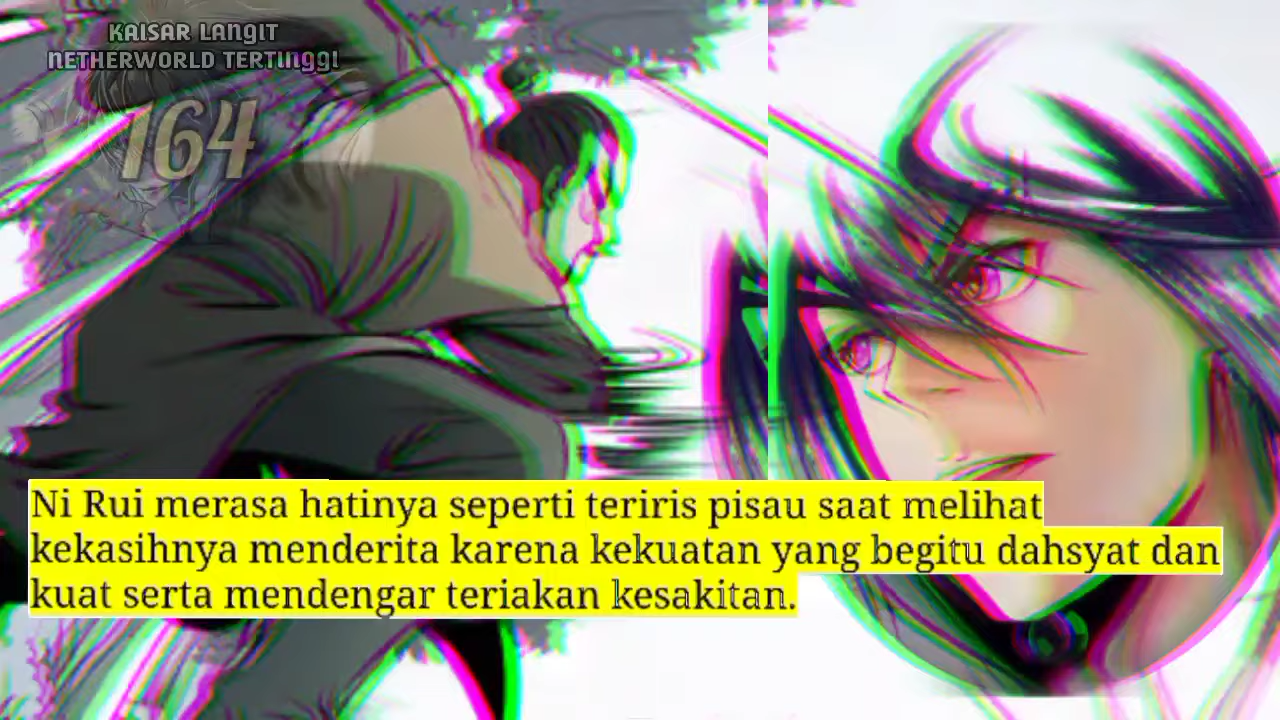 KAISAR LANGIT
NETHERWORLD TERTINGGI
164
Ni Rui merasa hatinya seperti teriris pisau saat melihat
kekasihnya menderita karena kekuatan yang begitu dahsyat dan
kuat serta mendengar teriakan kesakitan.